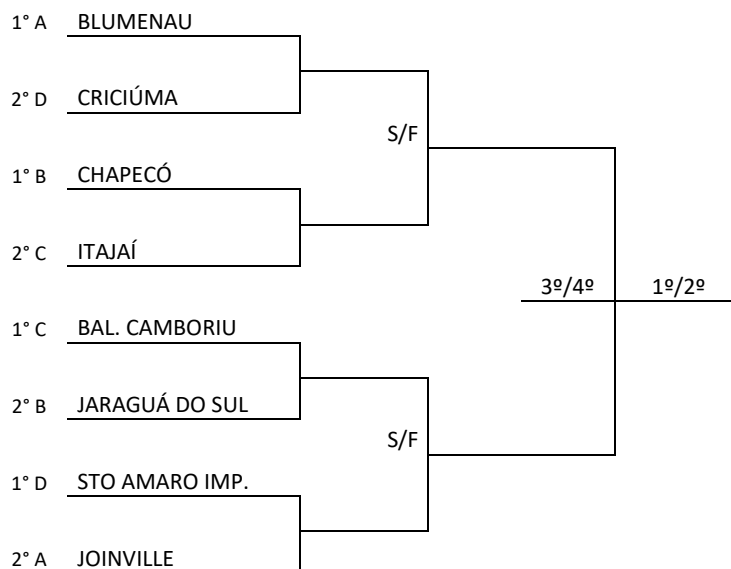 1° A BLUMENAU
2° D CRICIÚMA
S/F
1° B CHAPECÓ
2° C ITAJAÍ
3º/4º 1º/2º
1° C BAL. CAMBORIU
2° B JARAGUÁ DO SUL
S/F
1° D STO AMARO IMP.
2° A JOINVILLE